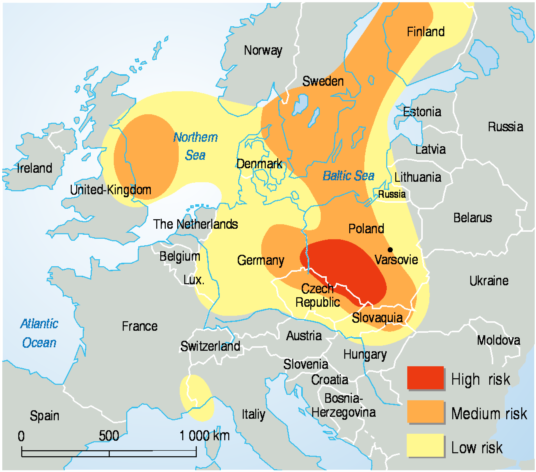 Finland
Norway
Sweden
Estonia
Russia
Northern
Sea
Latvia
Denmark
Ireland
Baltic Sea
Lithuania
United-Kingdom
Russia
Belarus
The Netherlands
Poland
Belgium
Germany
Varsovie
Lux.
Ukraine
Czech
Republic
Atlantic
Ocean
France
Slovaquia
Austria
Switzerland
Hungary
Moldova
Slovenia
Croatia
Bosnia-
Herzegovina
Spain
Italiy
High risk
Medium risk
Low risk
0 500 1 000 km